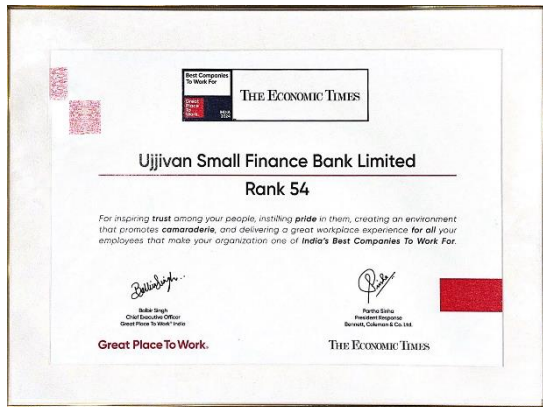 Best Companies
To Work For
Great
Place
To
Work.
INDIA
2024
THE ECONOMIC TIMES
Ujjivan Small Finance Bank Limited
Rank 54
For inspiring trust among your people, instilling pride in them, creating an environment
that promotes camaraderie, and delivering a great workplace experience for all your
employees that make your organization one of India's Best Companies To Work For.
Balbir Singh
Chief Executive Officer
Great Place To Work® India
Partha Sinha
President Response
Bennett, Coleman & Co. Ltd.
Great Place To Work.
THE ECONOMIC TIMES